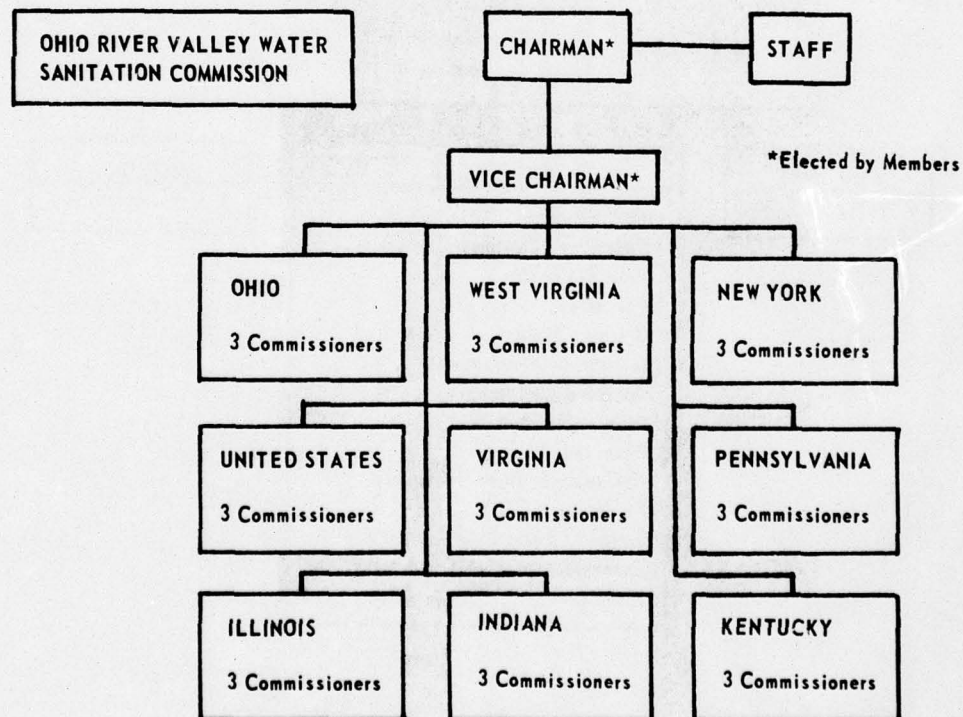 OHIO RIVER VALLEY WATER
SANITATION COMMISSION
CHAIRMAN*
STAFF
*Elected by Members
VICE CHAIRMAN*
OHIO
3 Commissioners
WEST VIRGINIA
3 Commissioners
NEW YORK
3 Commissioners
UNITED STATES
3 Commissioners
VIRGINIA
3 Commissioners
PENNSYLVANIA
3 Commissioners
ILLINOIS
3 Commissioners
INDIANA
3 Commissioners
KENTUCKY
3 Commissioners